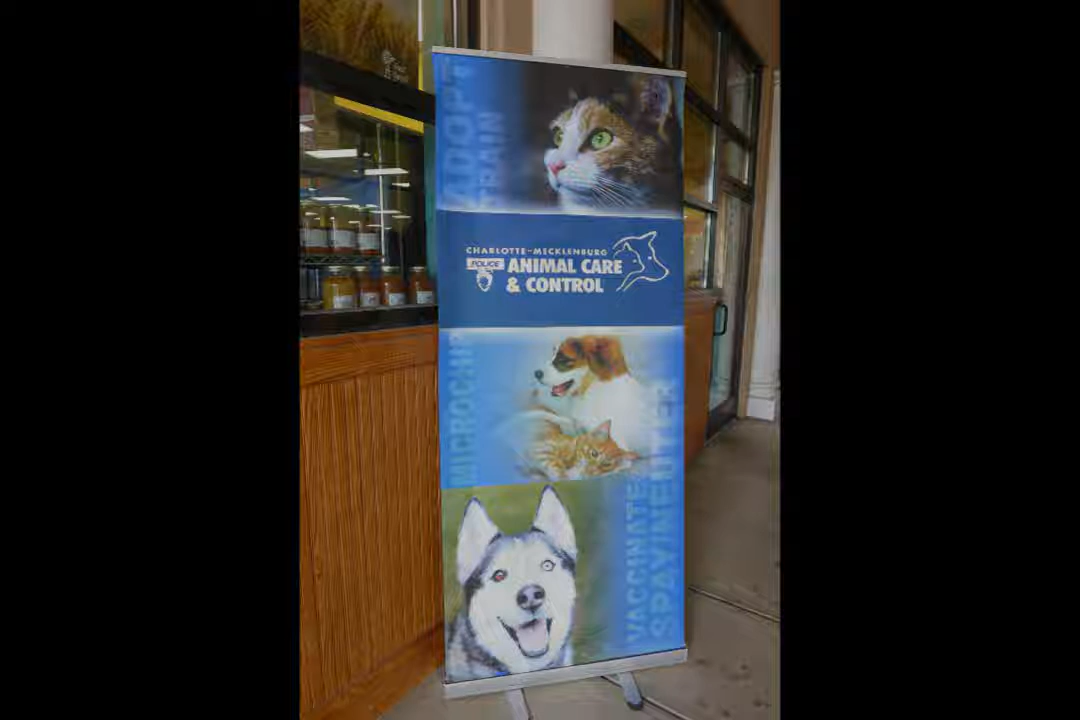 ADOPT
TRAIN
CHARLOTTE-MECKLENBURG
POLICE
ANIMAL CARE
& CONTROL
MICROCHIP
VACCINATE
SPAY/NEUTER